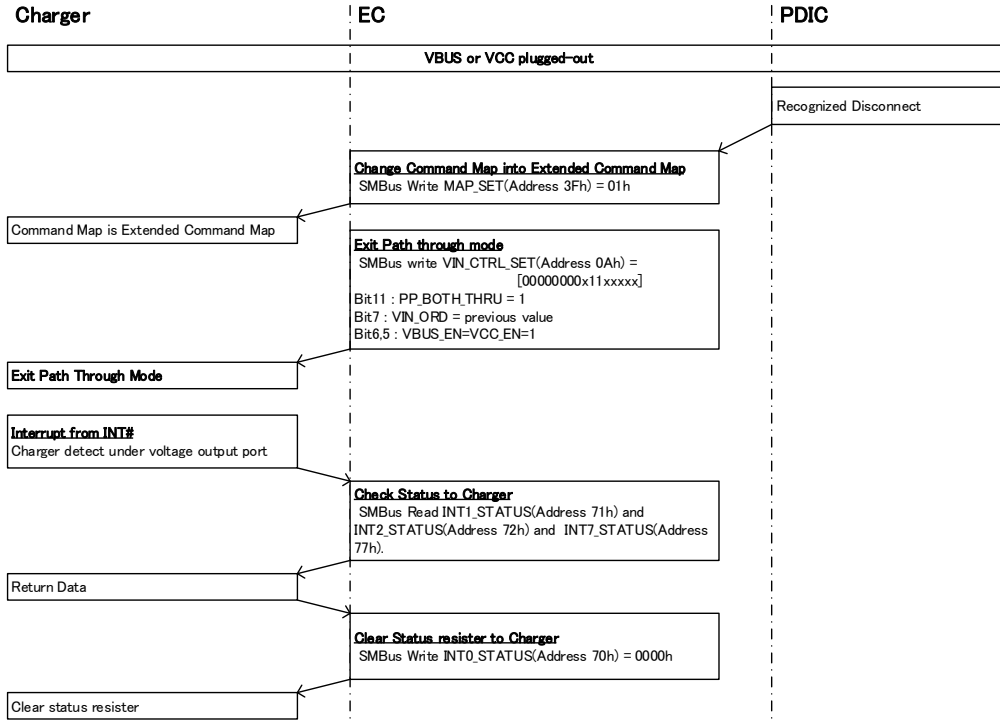 Charger
EC
PDIC
VBUS or VCC plugged-out
Recognized Disconnect
Change Command Map into Extended Command Map
SMBus Write MAP_SET(Address 3Fh) = 01h
Command Map is Extended Command Map
Exit Path through mode
SMBus write VIN_CTRL_SET(Address 0Ah) =
[00000000x11xxxxx]
Bit11 : PP_BOTH_THRU = 1
Bit7 : VIN_ORD = previous value
Bit6,5 : VBUS_EN=VCC_EN=1
Exit Path Through Mode
Interrupt from INT#
Charger detect under voltage output port
Check Status to Charger
SMBus Read INT1_STATUS(Address 71h) and
INT2_STATUS(Address 72h) and INT7_STATUS(Address
77h).
Return Data
Clear Status resister to Charger
SMBus Write INT0_STATUS(Address 70h) = 0000h
Clear status resister